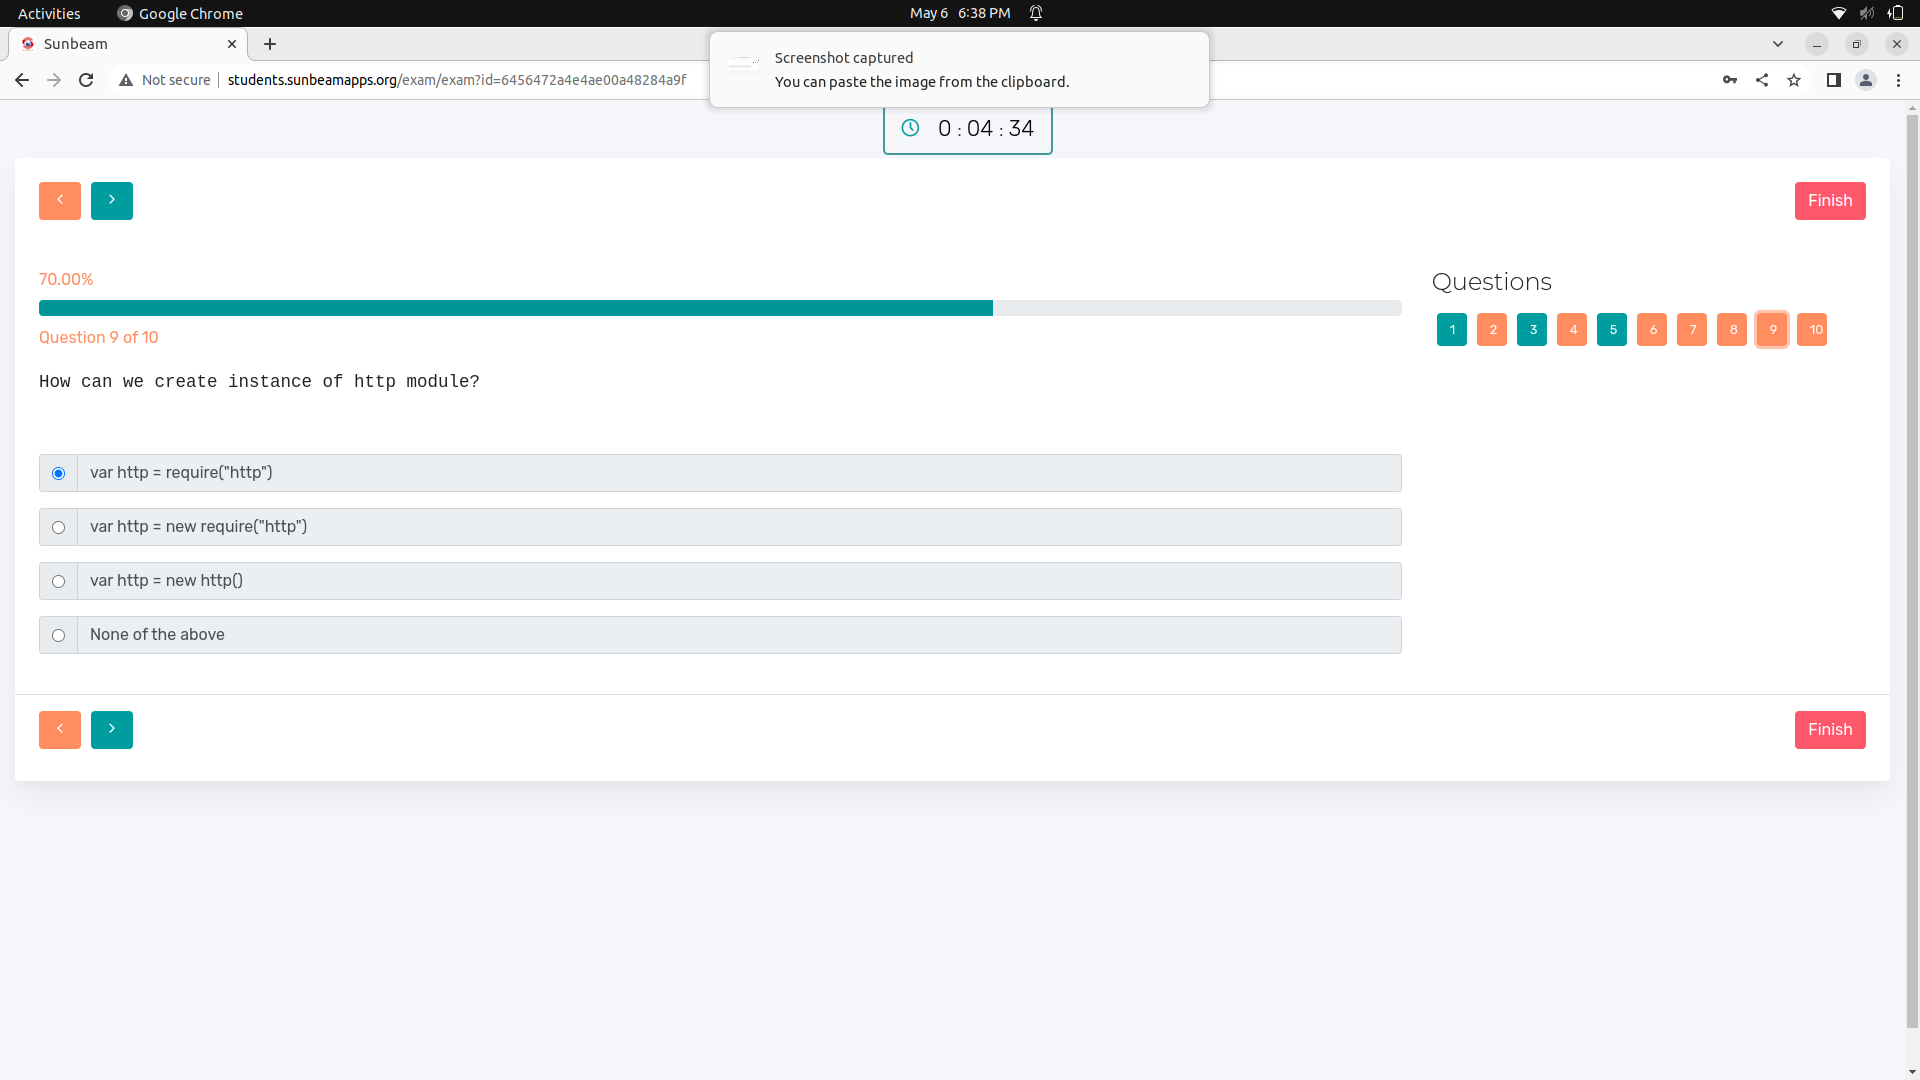 Activities
Google Chrome
May 6 6:38 PM
Sunbeam
Not secure
students.sunbeamapps.org/exam/exam?id=6456472a4e4ae00a48284a9f
Screenshot captured
You can paste the image from the clipboard.
0 : 04 : 34
Finish
70.00%
Question 9 of 10
How can we create instance of http module?
var http = require("http")
var http = new require("http")
var http = new http()
None of the above
Questions
1 2 3 4 5 6 7 8 9 10
Finish